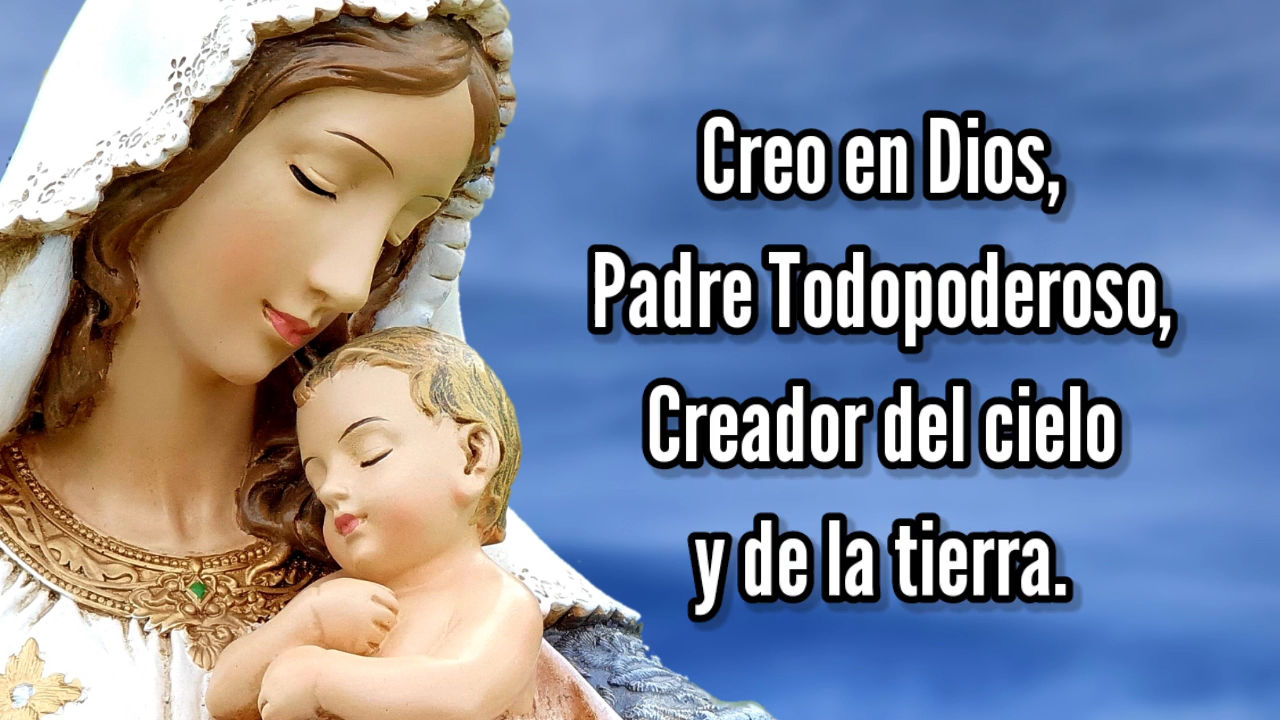 Creo en Dios,
Padre Todopoderoso,
Creador del cielo
y de la tierra.